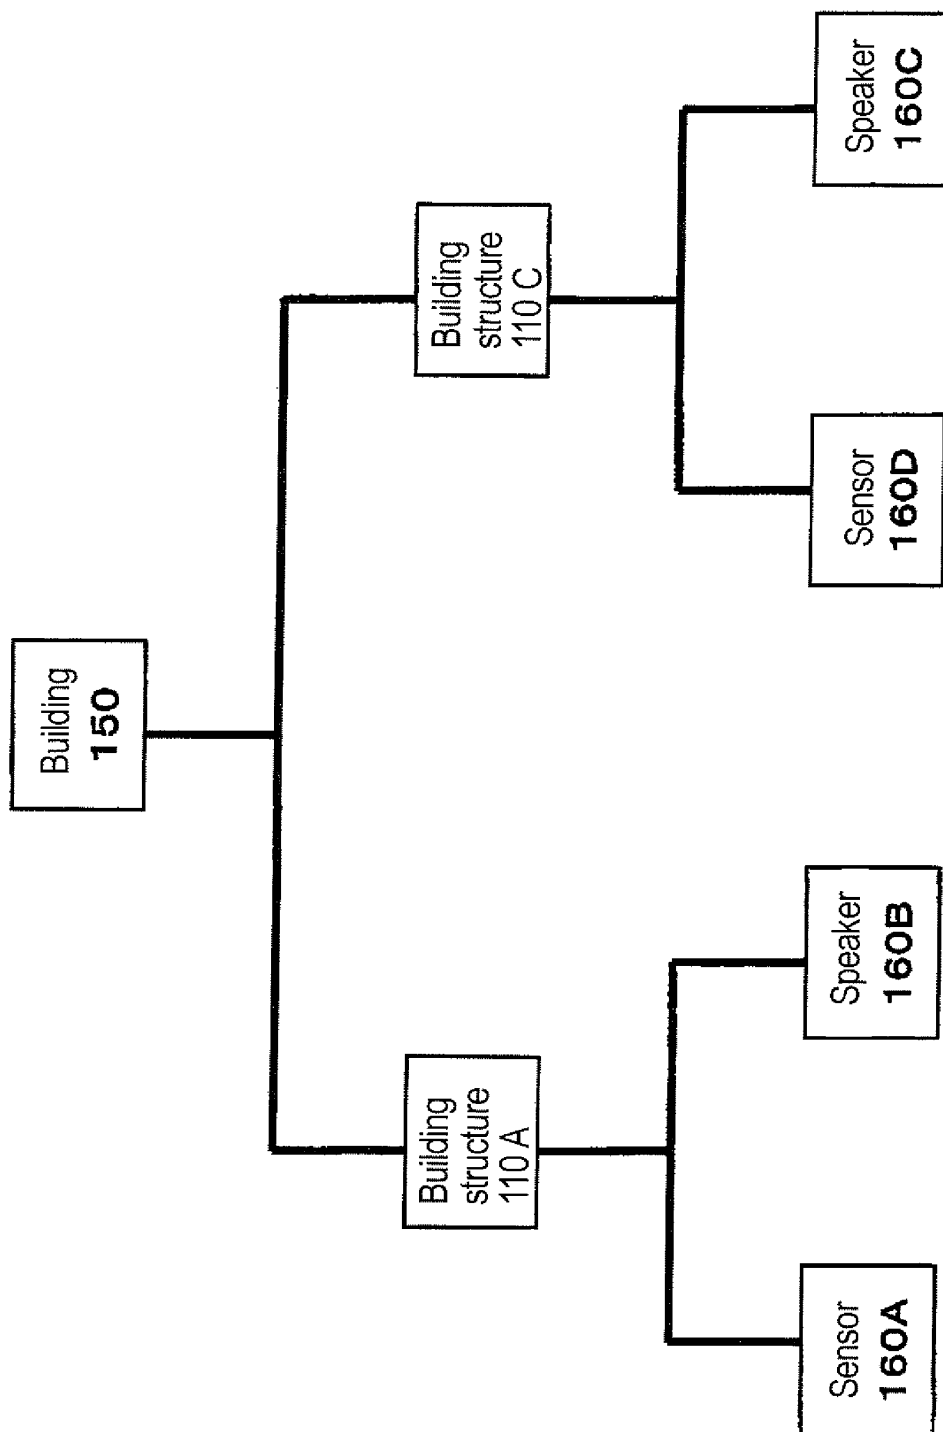 Building
150
Building
structure
110 A
Building
structure
110 C
Sensor
160A
Speaker
160B
Sensor
160D
Speaker
160C